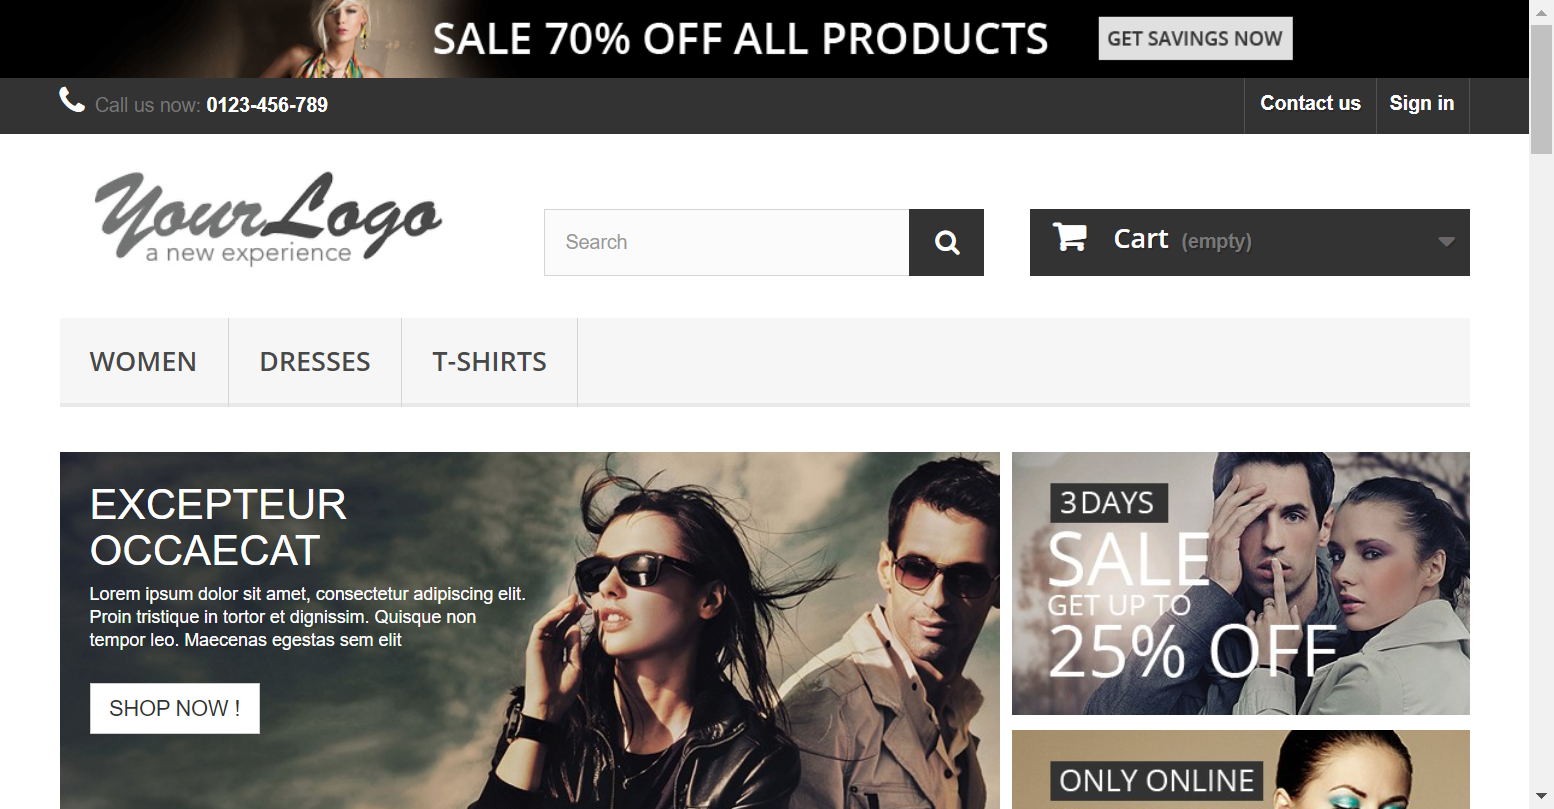 SALE 70% OFF ALL PRODUCTS
GET SAVINGS NOW
Call us now: 0123-456-789
Contact us
Sign in
YourLogo
a new experience
Search
Cart (empty)
WOMEN
DRESSES
T-SHIRTS
EXCEPTEUR
OCCAECAT
Lorem ipsum dolor sit amet, consectetur adipiscing elit.
Proin tristique in tortor et dignissim. Quisque non
tempor leo. Maecenas egestas sem elit
SHOP NOW !
3 DAYS
SALE
GET UP TO
25% OFF
ONLY ONLINE